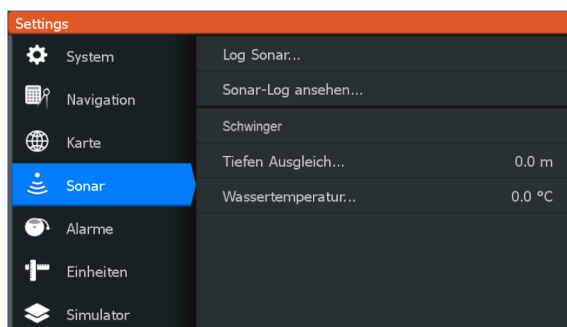 Settings
System
Navigation
Karte
Sonar
Alarme
Einheiten
Simulator
Log Sonar...
Sonar-Log ansehen...
Schwinger
Tiefen Ausgleich... 0.0 m
Wassertemperatur... 0.0 °C